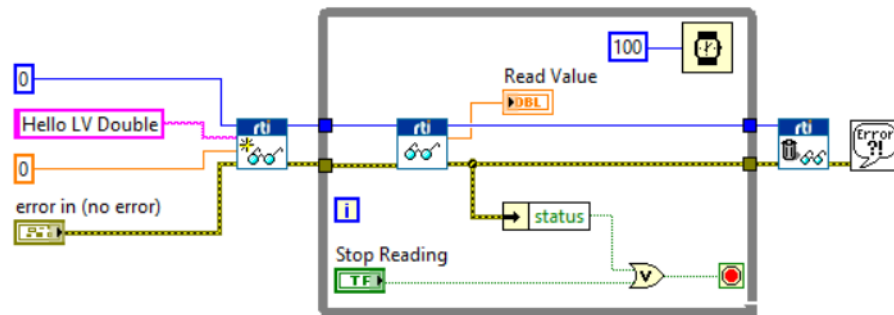 100
0
Read Value
DBL
Hello LV Double
rti
rti
rti
Error
?!
0
error in (no error)
i
status
Stop Reading
TF
V